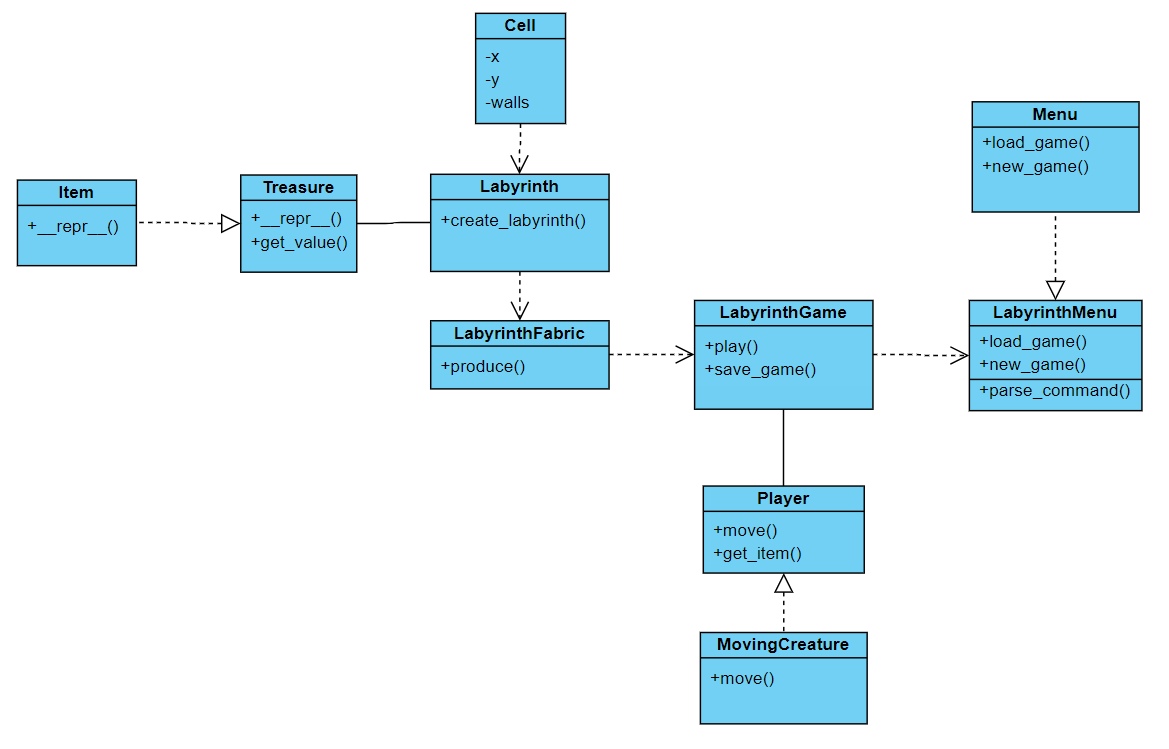 Cell
-x
-y
-walls
Menu
+load_game()
+new_game()
Item
+__repr__()
Treasure
+__repr__()
+get_value()
Labyrinth
+create_labyrinth()
LabyrinthFabric
+produce()
LabyrinthGame
+play()
+save_game()
LabyrinthMenu
+load_game()
+new_game()
+parse_command()
Player
+move()
+get_item()
MovingCreature
+move()